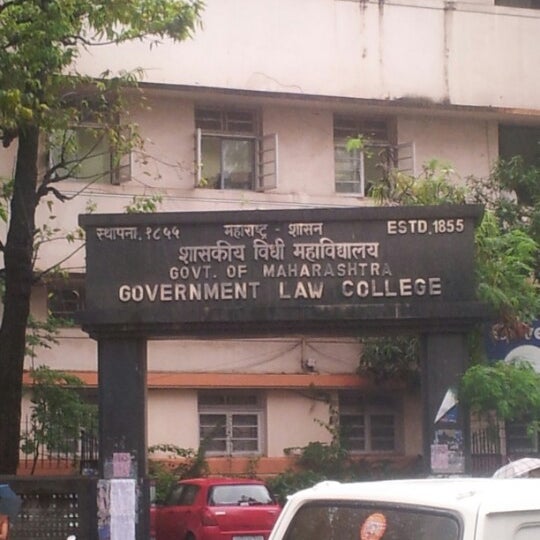 स्थापना. १८५५ महाराष्ट्र - शासन ESTD. 1855
शासकीय विधी महाविद्यालय
GOVT. OF MAHARASHTRA
GOVERNMENT LAW COLLEGE